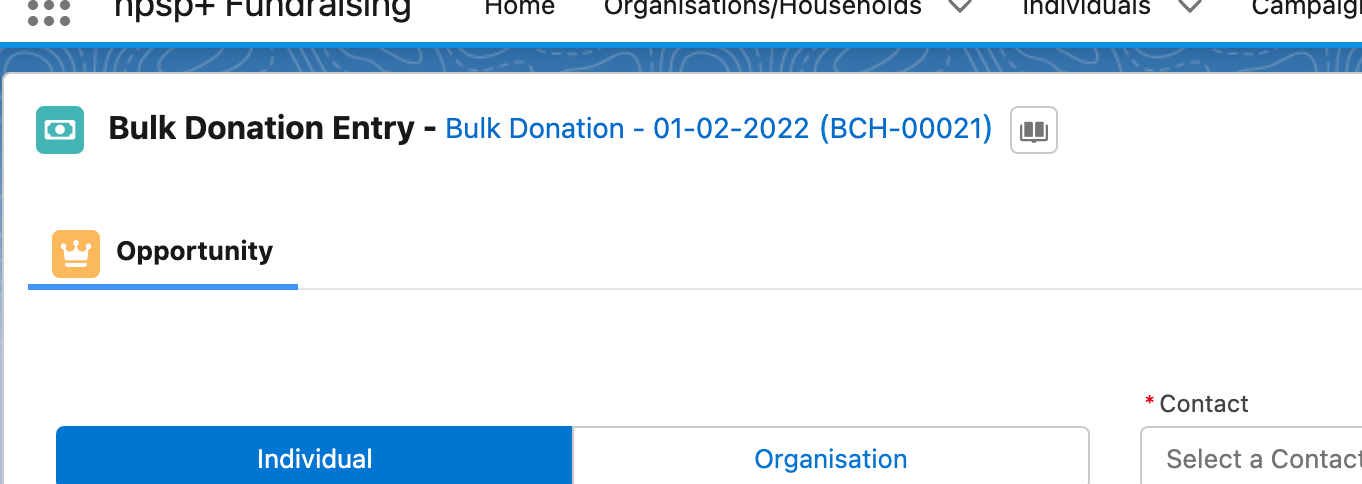 npsp+ Fundraising Home Organisations/Households Individuals Campaign
Bulk Donation Entry - Bulk Donation - 01-02-2022 (BCH-00021)
Opportunity
* Contact
Individual Organisation Select a Contact